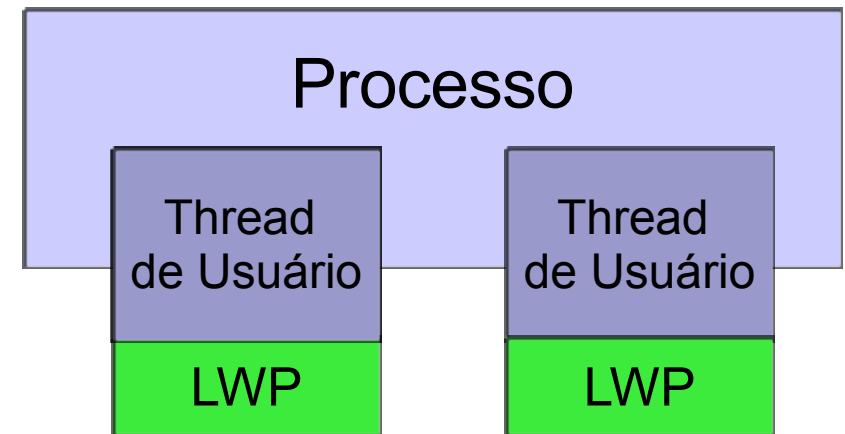 Processo
Thread
de Usuário
Thread
de Usuário
LWP
LWP